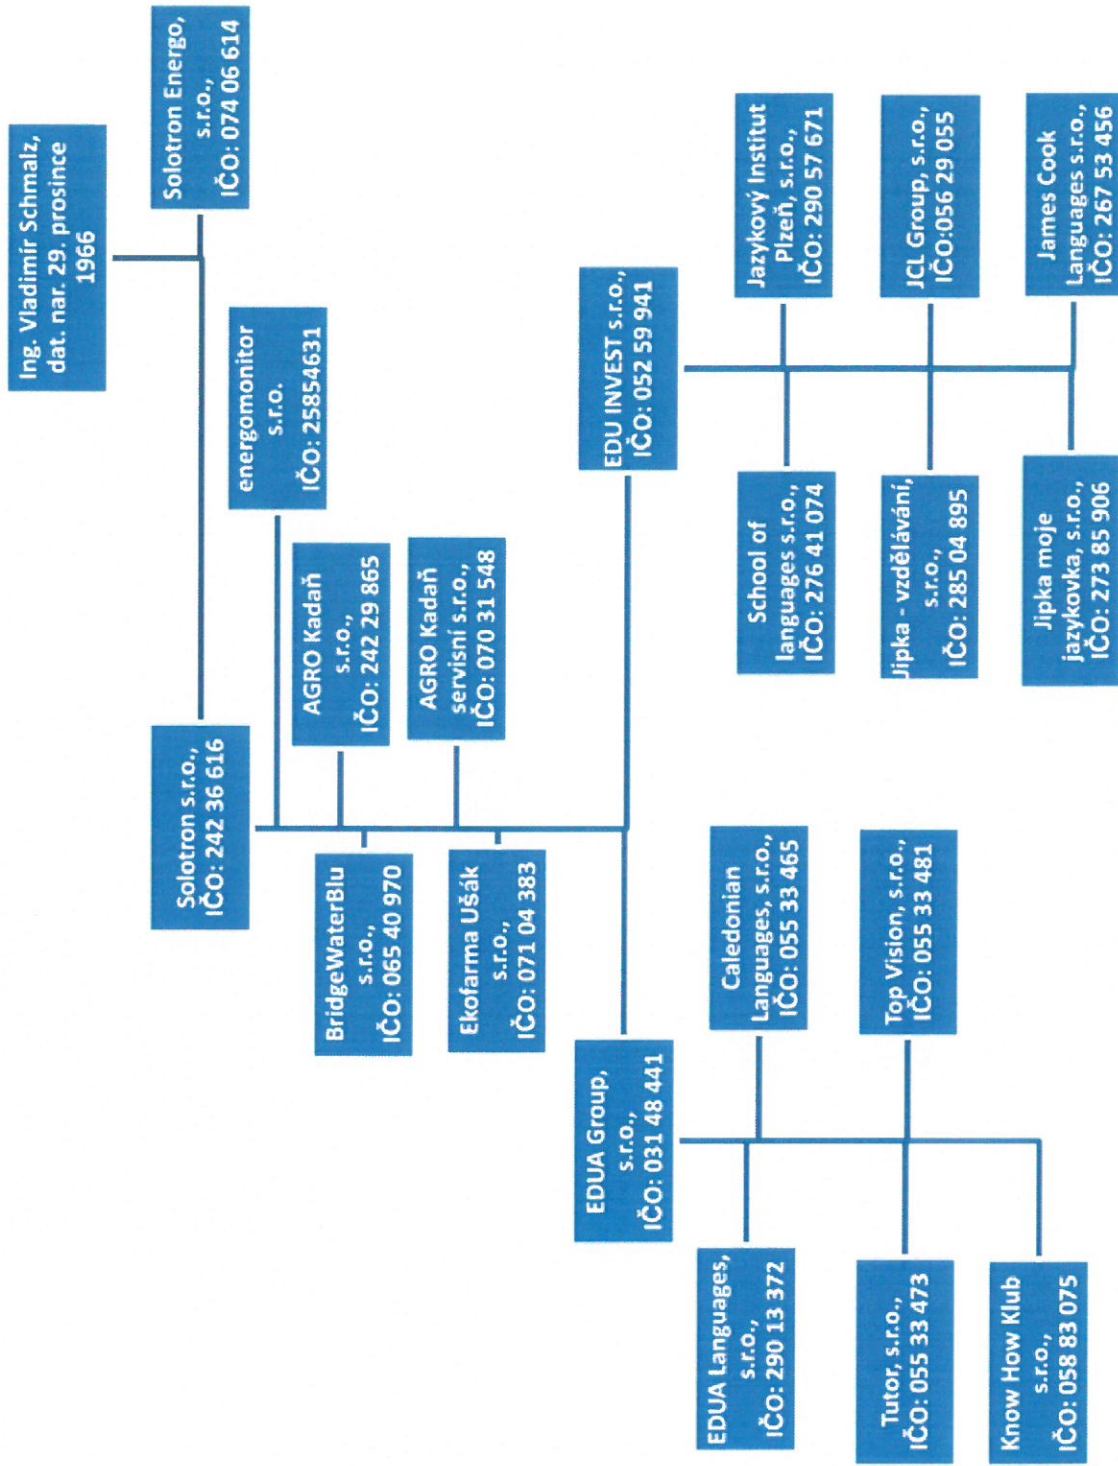 Ing. Vladimír Schmalz,
dat. nar. 29. prosince
1966
Solotron s.r.o.,
IČO: 242 36 616
Solotron Energo,
s.r.o.,
IČO: 074 06 614
energomonitor
s.r.o.
IČO: 25854631
BridgeWaterBlu
s.r.o.,
IČO: 065 40 970
AGRO Kadaň
s.r.o.,
IČO: 242 29 865
Ekofarma Ušák
s.r.o.,
IČO: 071 04 383
AGRO Kadaň
servisní s.r.o.,
IČO: 070 31 548
EDUA Group,
s.r.o.,
IČO: 031 48 441
EDU INVEST s.r.o.,
IČO: 052 59 941
EDUA Languages,
s.r.o.,
IČO: 290 13 372
Caledonian
Languages, s.r.o.,
IČO: 055 33 465
Tutor, s.r.o.,
IČO: 055 33 473
Top Vision, s.r.o.,
IČO: 055 33 481
Know How Klub
s.r.o.,
IČO: 058 83 075
School of
languages s.r.o.,
IČO: 276 41 074
Jazykový Institut
Plzeň, s.r.o.,
IČO: 290 57 671
Jipka - vzdělávání,
s.r.o.,
IČO: 285 04 895
JCL Group, s.r.o.,
IČO:056 29 055
Jipka moje
jazykovka, s.r.o.,
IČO: 273 85 906
James Cook
Languages s.r.o.,
IČO: 267 53 456